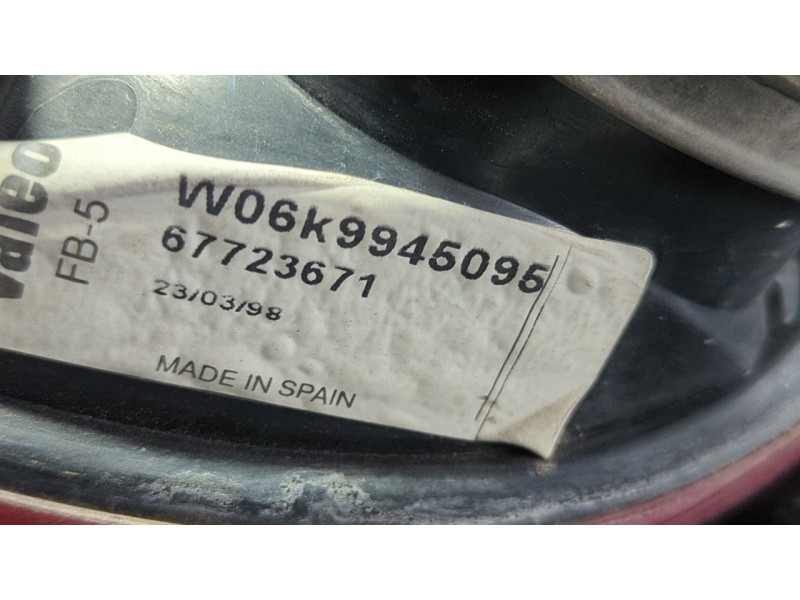 Valeo
FB-5
W06K9945095
67723671
23/03/98
MADE IN SPAIN